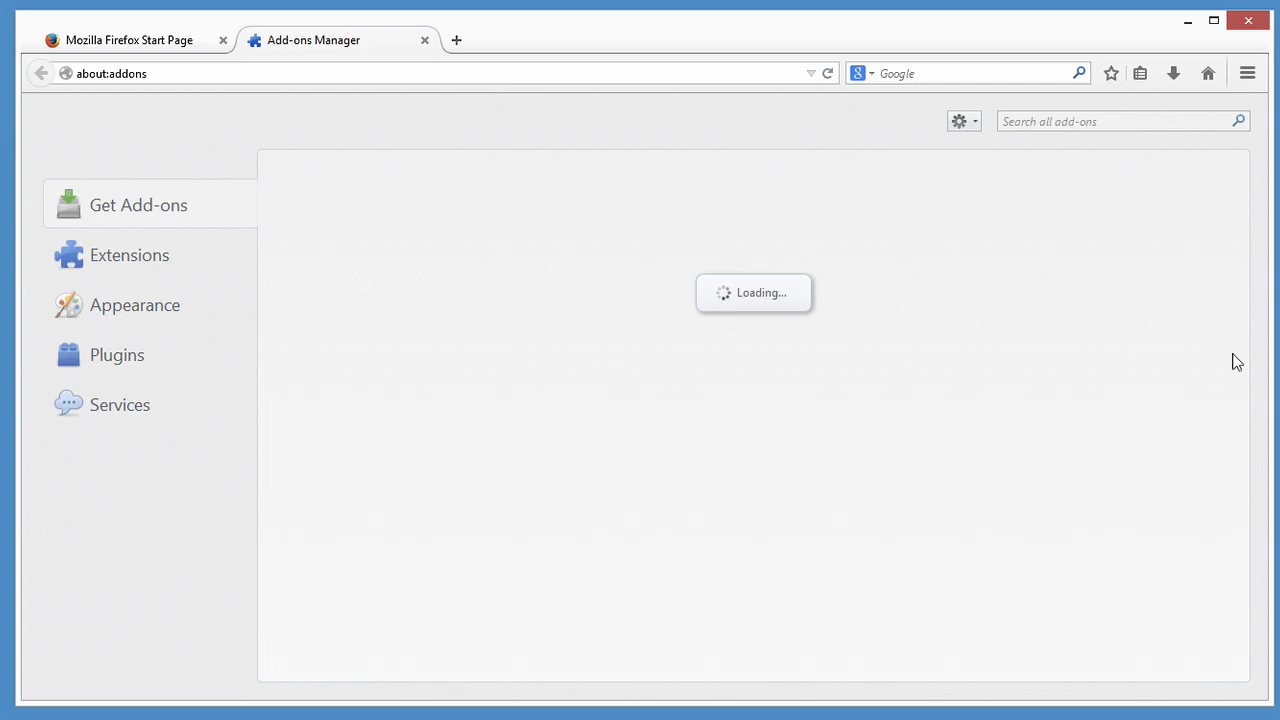 Mozilla Firefox Start Page
Add-ons Manager
about:addons
Google
Search all add-ons
Get Add-ons
Extensions
Appearance
Plugins
Services
Loading...